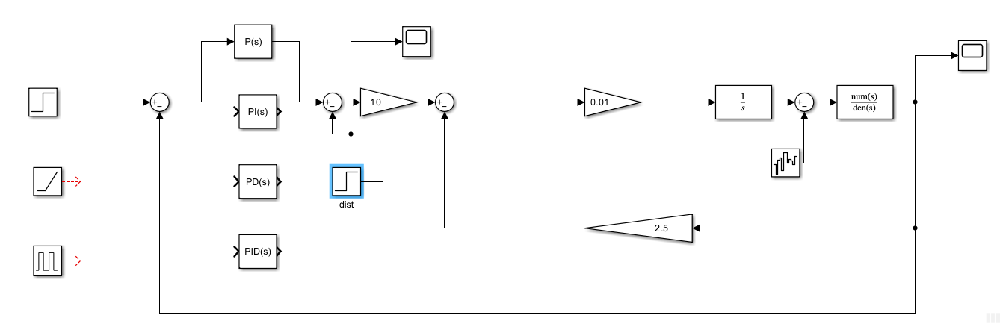 P(s)
10
0.01
1
s
num(s)
den(s)
PI(s)
PD(s)
dist
2.5
PID(s)